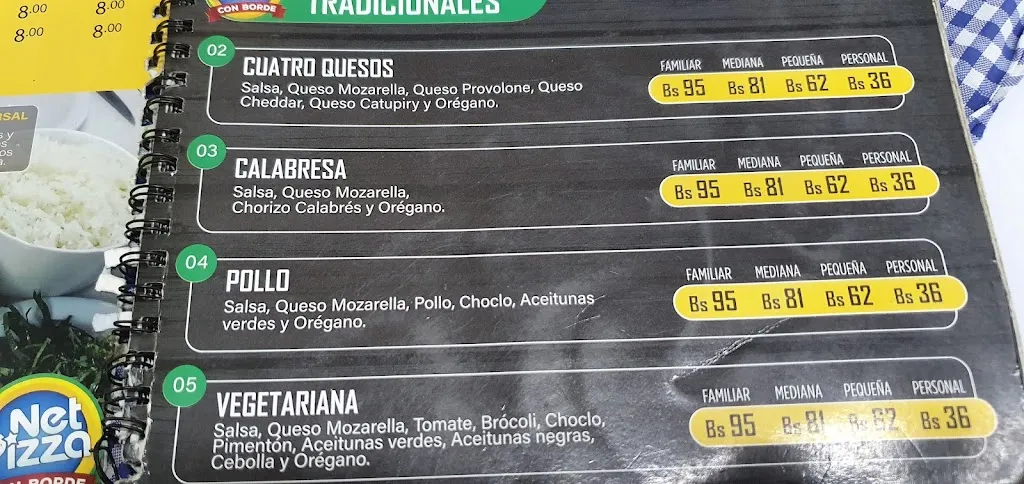 8.00
8.00
8.00
8.00
CON BORDE
TRADICIONALES
02
CUATRO QUESOS
Salsa, Queso Mozarella, Queso Provolone, Queso
Cheddar, Queso Catupiry y Orégano.
FAMILIAR MEDIANA PEQUEÑA PERSONAL
Bs 95 Bs 81 Bs 62 Bs 36
03
CALABRESA
Salsa, Queso Mozarella,
Chorizo Calabrés y Orégano.
FAMILIAR MEDIANA PEQUEÑA PERSONAL
Bs 95 Bs 81 Bs 62 Bs 36
04
POLLO
Salsa, Queso Mozarella, Pollo, Choclo, Aceitunas
verdes y Orégano.
FAMILIAR MEDIANA PEQUEÑA PERSONAL
Bs 95 Bs 81 Bs 62 Bs 36
05
VEGETARIANA
Salsa, Queso Mozarella, Tomate, Brócoli, Choclo,
Pimentón, Aceitunas verdes, Aceitunas negras,
Cebolla y Orégano.
FAMILIAR MEDIANA PEQUEÑA PERSONAL
Bs 95 Bs 81 Bs 62 Bs 36
Net
Pizza
CON BORDE